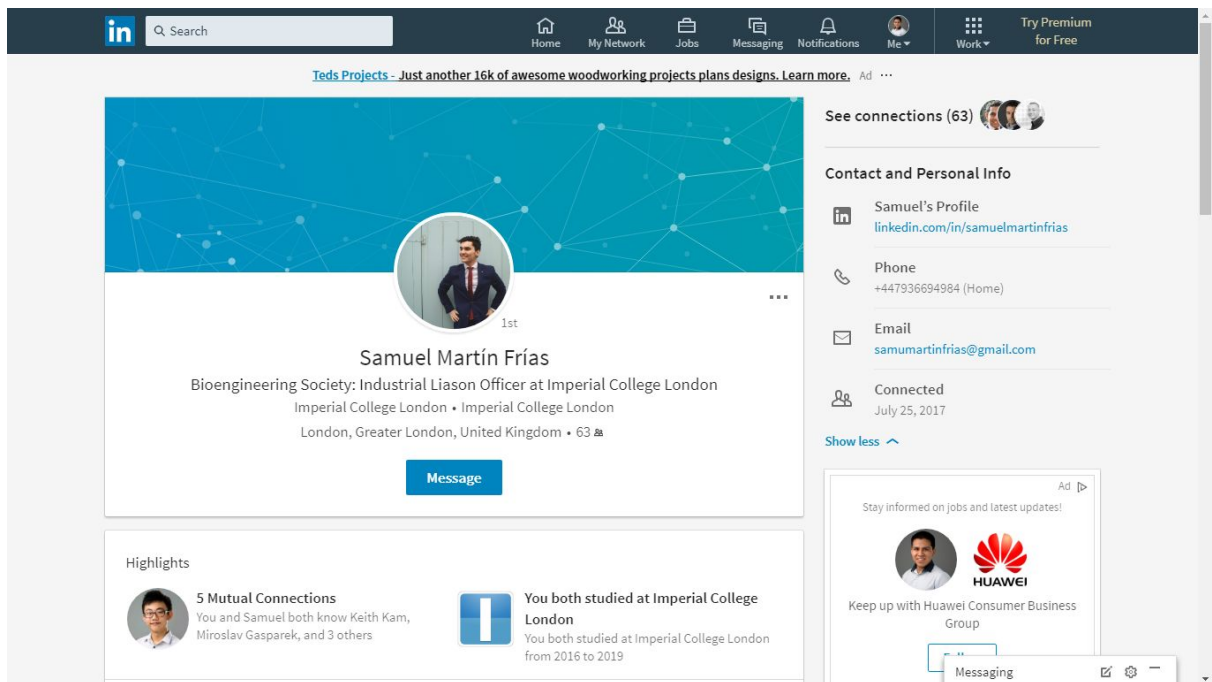 in
Search
Home
My Network
Jobs
Messaging
Notifications
Me
Work
Try Premium
for Free
Teds Projects - Just another 16k of awesome woodworking projects plans designs. Learn more. Ad ...
1st
Samuel Martín Frías
Bioengineering Society: Industrial Liason Officer at Imperial College London
Imperial College London • Imperial College London
London, Greater London, United Kingdom • 63
Message
Highlights
5 Mutual Connections
You and Samuel both know Keith Kam,
Miroslav Gasparek, and 3 others
You both studied at Imperial College
London
You both studied at Imperial College London
from 2016 to 2019
See connections (63)
Contact and Personal Info
in
Samuel's Profile
linkedin.com/in/samuelmartinfrias
Phone
+447936694984 (Home)
Email
samumartinfrias@gmail.com
Connected
July 25, 2017
Show less
Ad
Stay informed on jobs and latest updates!
HUAWEI
Keep up with Huawei Consumer Business
Group
Messaging